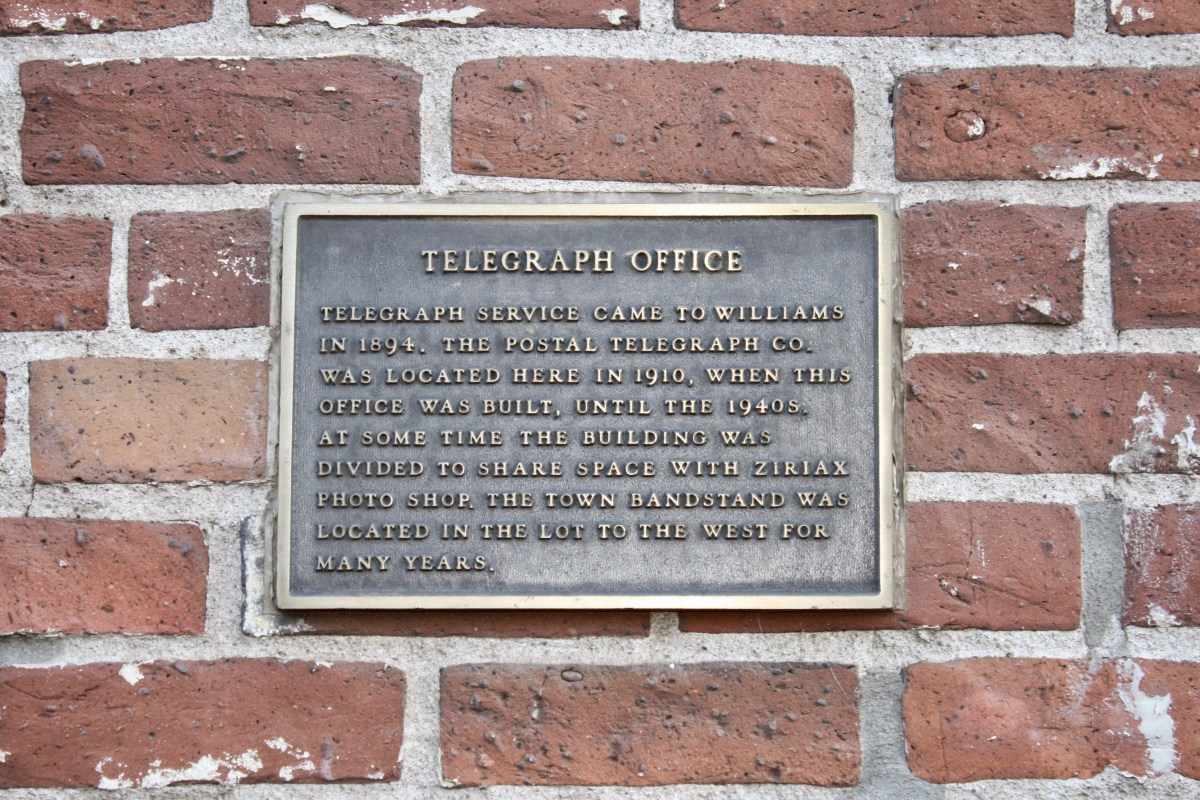 TELEGRAPH OFFICE
TELEGRAPH SERVICE CAME TO WILLIAMS
IN 1894. THE POSTAL TELEGRAPH CO.
WAS LOCATED HERE IN 1910, WHEN THIS
OFFICE WAS BUILT, UNTIL THE 1940S.
AT SOME TIME THE BUILDING WAS
DIVIDED TO SHARE SPACE WITH ZIRIAX
PHOTO SHOP. THE TOWN BANDSTAND WAS
LOCATED IN THE LOT TO THE WEST FOR
MANY YEARS.